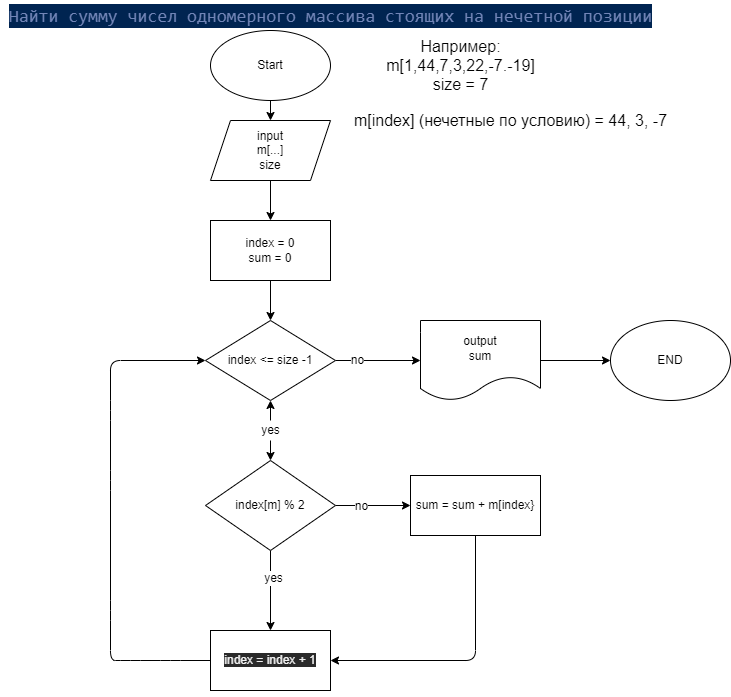 Найти сумму чисел одномерного массива стоящих на нечетной позиции
Start
Например:
m[1,44,7,3,22,-7.-19]
size = 7
m[index] (нечетные по условию) = 44, 3, -7
input
m[...]
size
index = 0
sum = 0
index <= size -1
no
output
sum
END
yes
index[m] % 2
no
sum = sum + m[index}
yes
index = index + 1